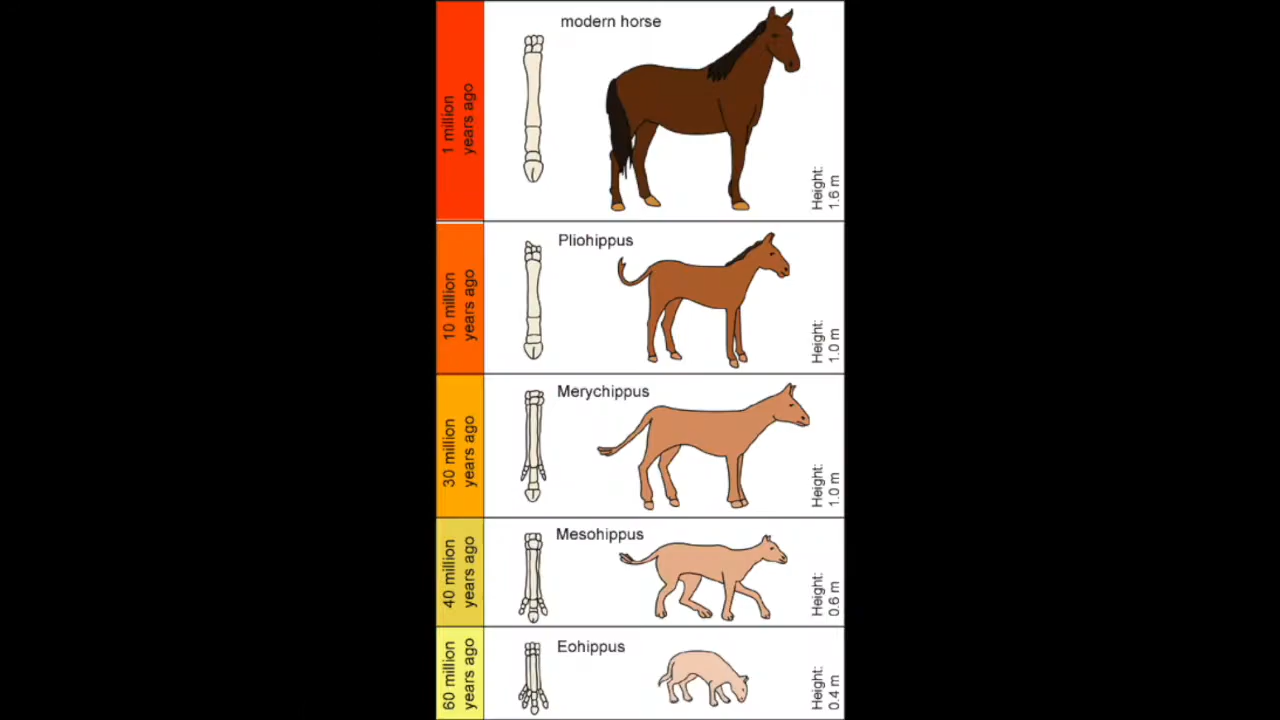 1 million
years ago
modern horse
Height:
1.6 m
10 million
years ago
Pliohippus
Height:
1.0 m
30 million
years ago
Merychippus
Height:
1.0 m
40 million
years ago
Mesohippus
Height:
0.6 m
60 million
years ago
Eohippus
Height:
0.4 m